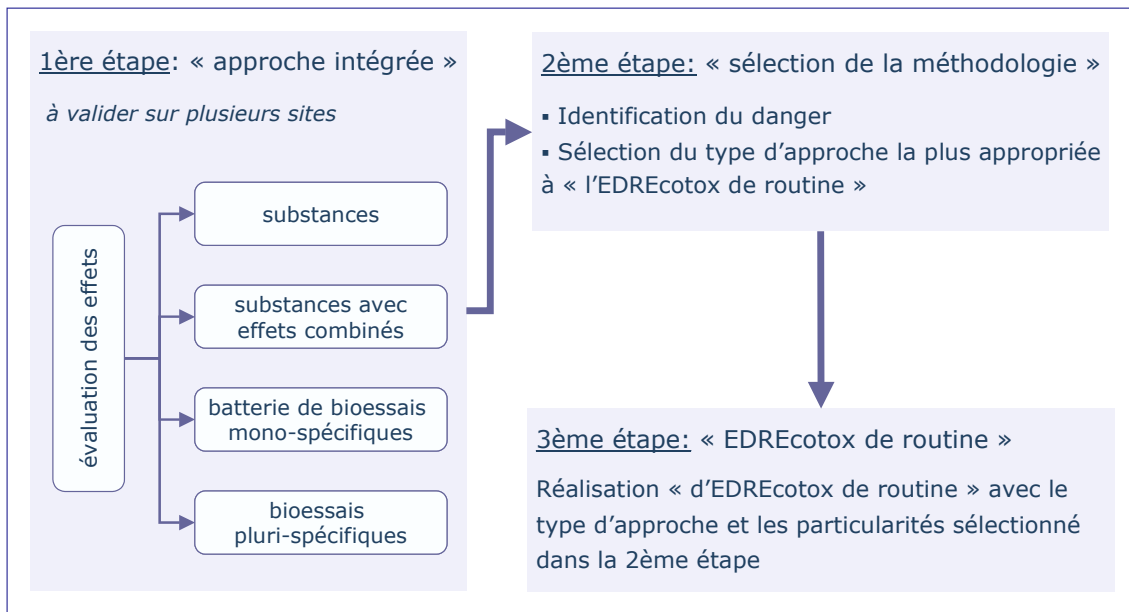 1ère étape: « approche intégrée »
à valider sur plusieurs sites
évaluation des effets
substances
substances avec
effets combinés
batterie de bioessais
mono-spécifiques
bioessais
pluri-spécifiques
2ème étape: « sélection de la méthodologie »
▪ Identification du danger
▪ Sélection du type d’approche la plus appropriée
à « l’EDREcotox de routine »
3ème étape: « EDREcotox de routine »
Réalisation « d’EDREcotox de routine » avec le
type d’approche et les particularités sélectionné
dans la 2ème étape